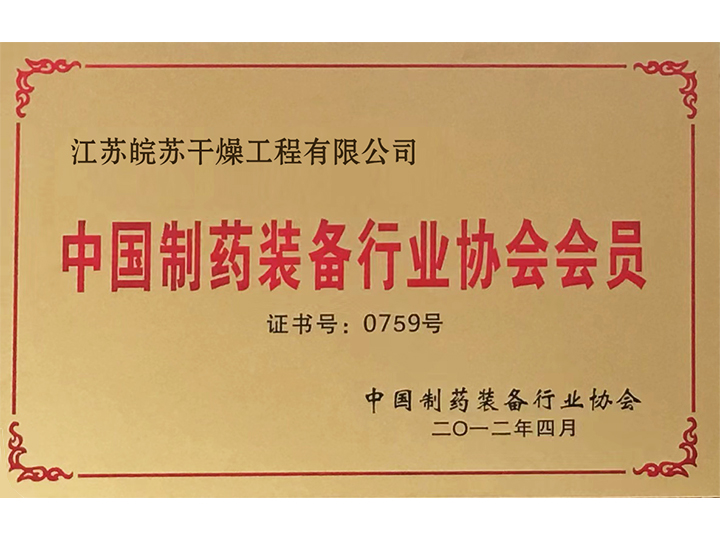 江苏皖苏干燥工程有限公司
中国制药装备行业协会会员
证书号：0759号
中国制药装备行业协会
二〇一二年四月